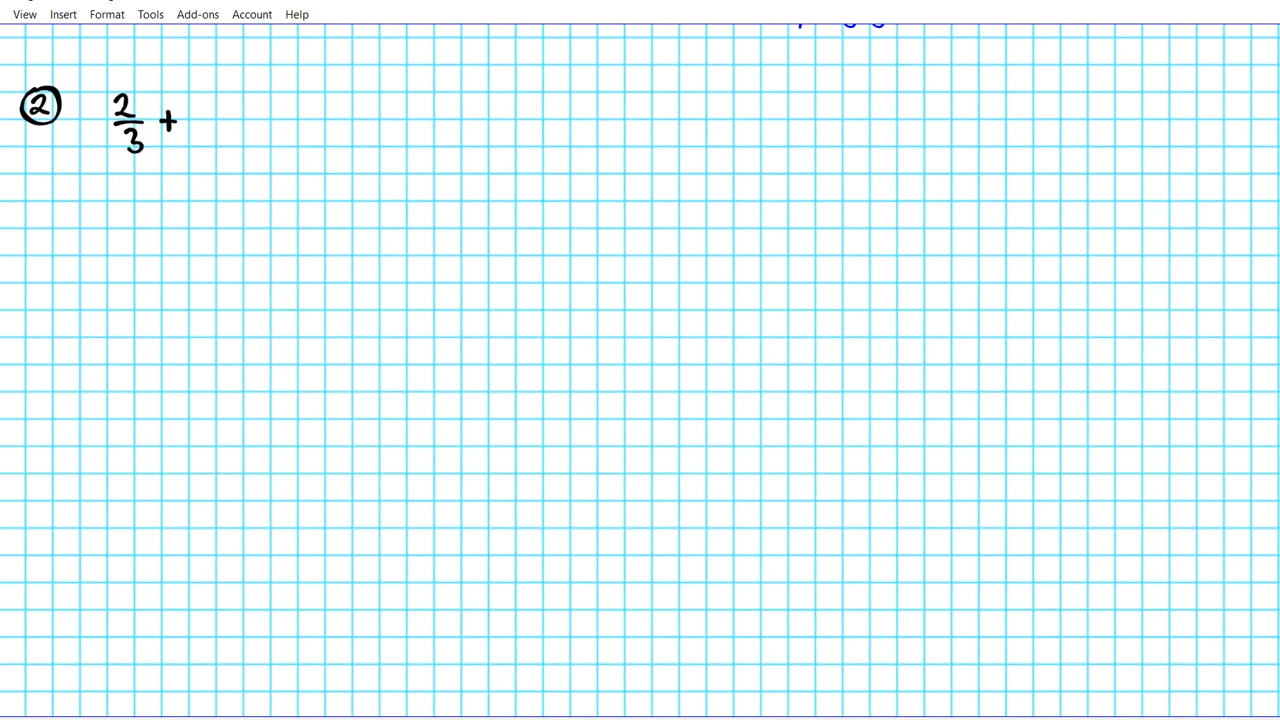 View Insert Format Tools Add-ons Account Help
② 2/3 +